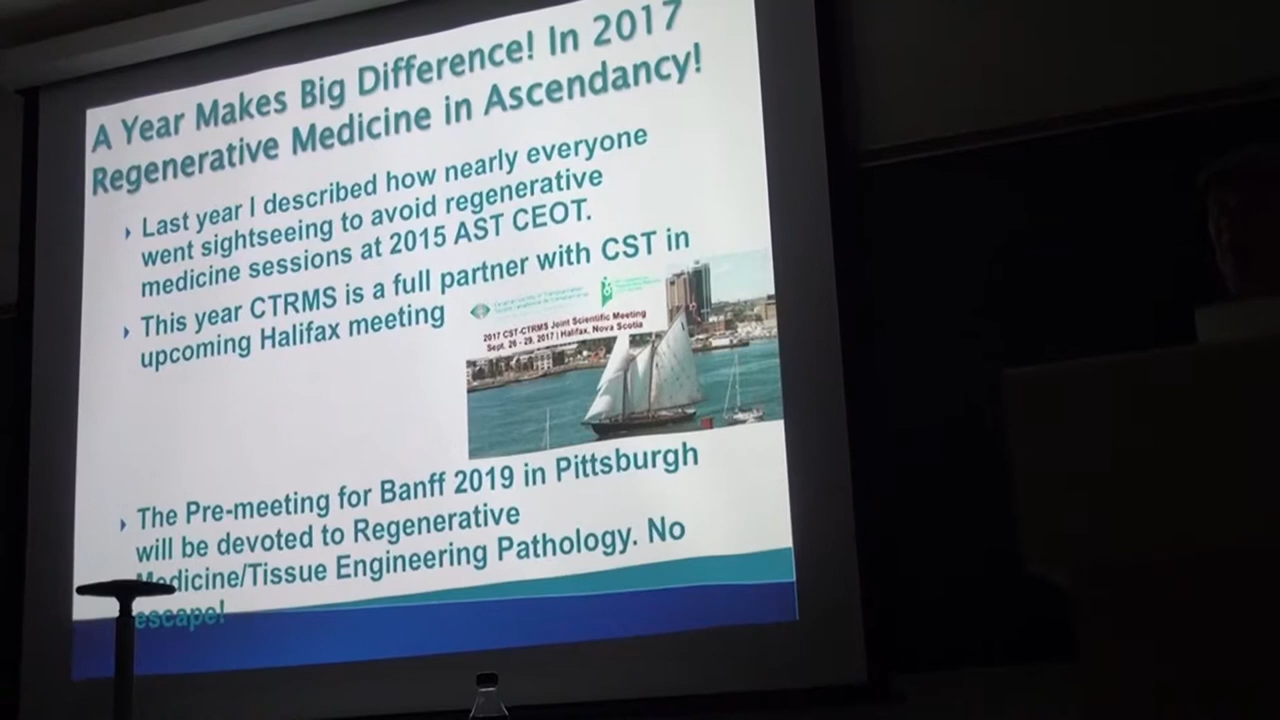 A Year Makes Big Difference! In 2017
Regenerative Medicine in Ascendancy!
Last year I described how nearly everyone
went sightseeing to avoid regenerative
medicine sessions at 2015 AST CEOT.
This year CTRMS is a full partner with CST in
upcoming Halifax meeting
2017 CST-CTRMS Joint Scientific Meeting
Sept. 26 - 29, 2017 | Halifax, Nova Scotia
The Pre-meeting for Banff 2019 in Pittsburgh
will be devoted to Regenerative
Medicine/Tissue Engineering Pathology. No
escape!